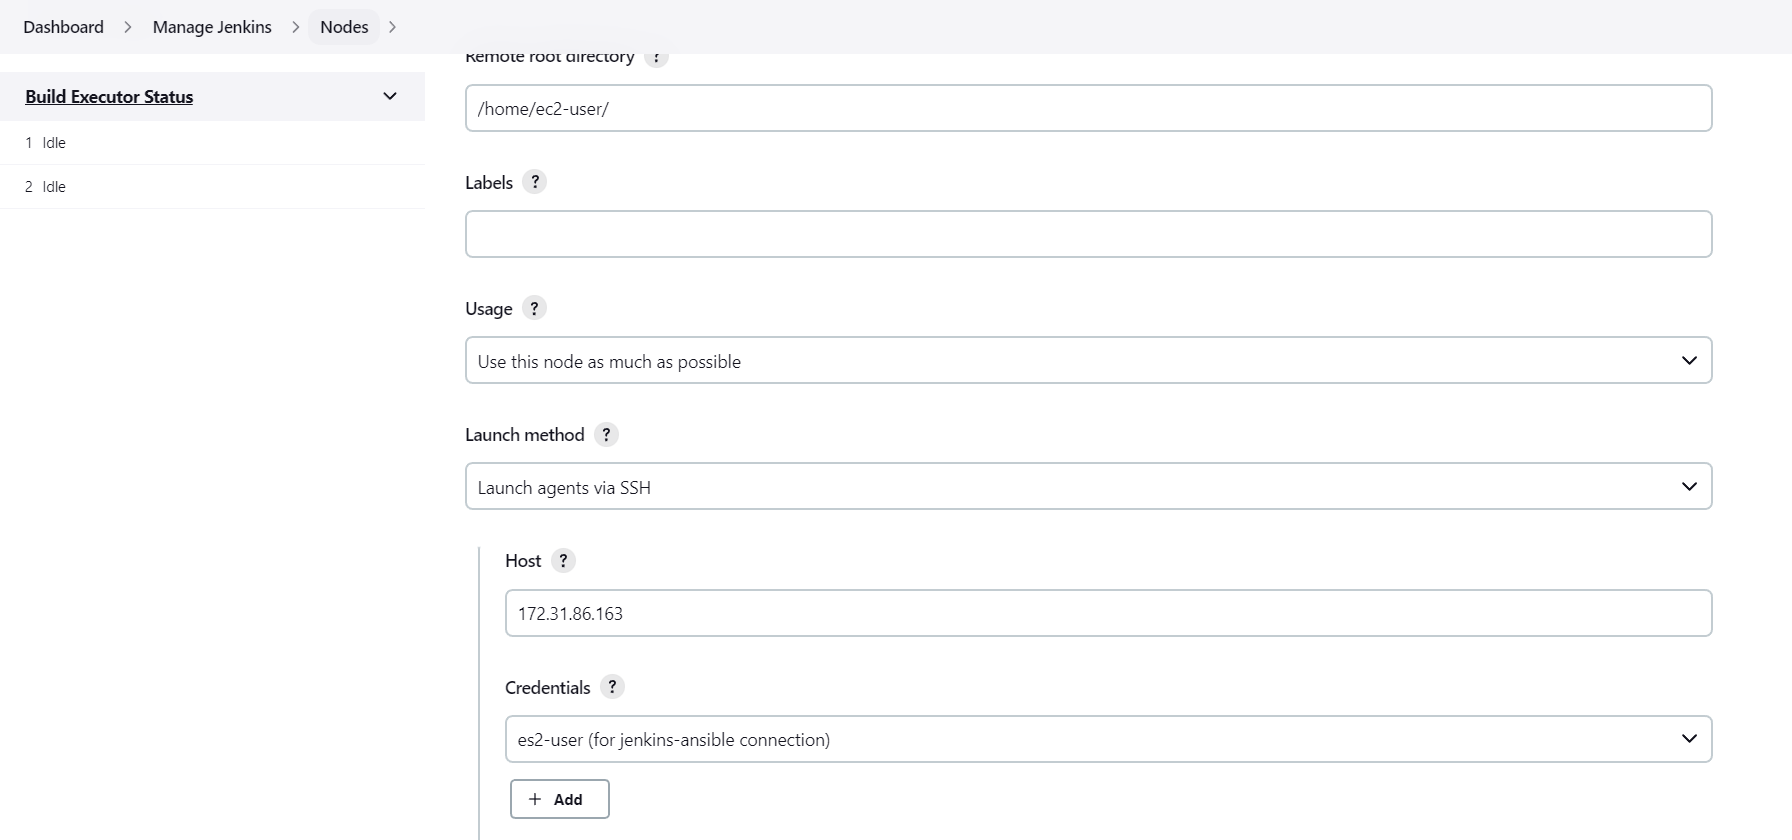 Dashboard > Manage Jenkins > Nodes >
Remote root directory ?
Build Executor Status
/home/ec2-user/
1 Idle
Labels ?
2 Idle
Usage ?
Use this node as much as possible
Launch method ?
Launch agents via SSH
Host ?
172.31.86.163
Credentials ?
es2-user (for jenkins-ansible connection)
+ Add